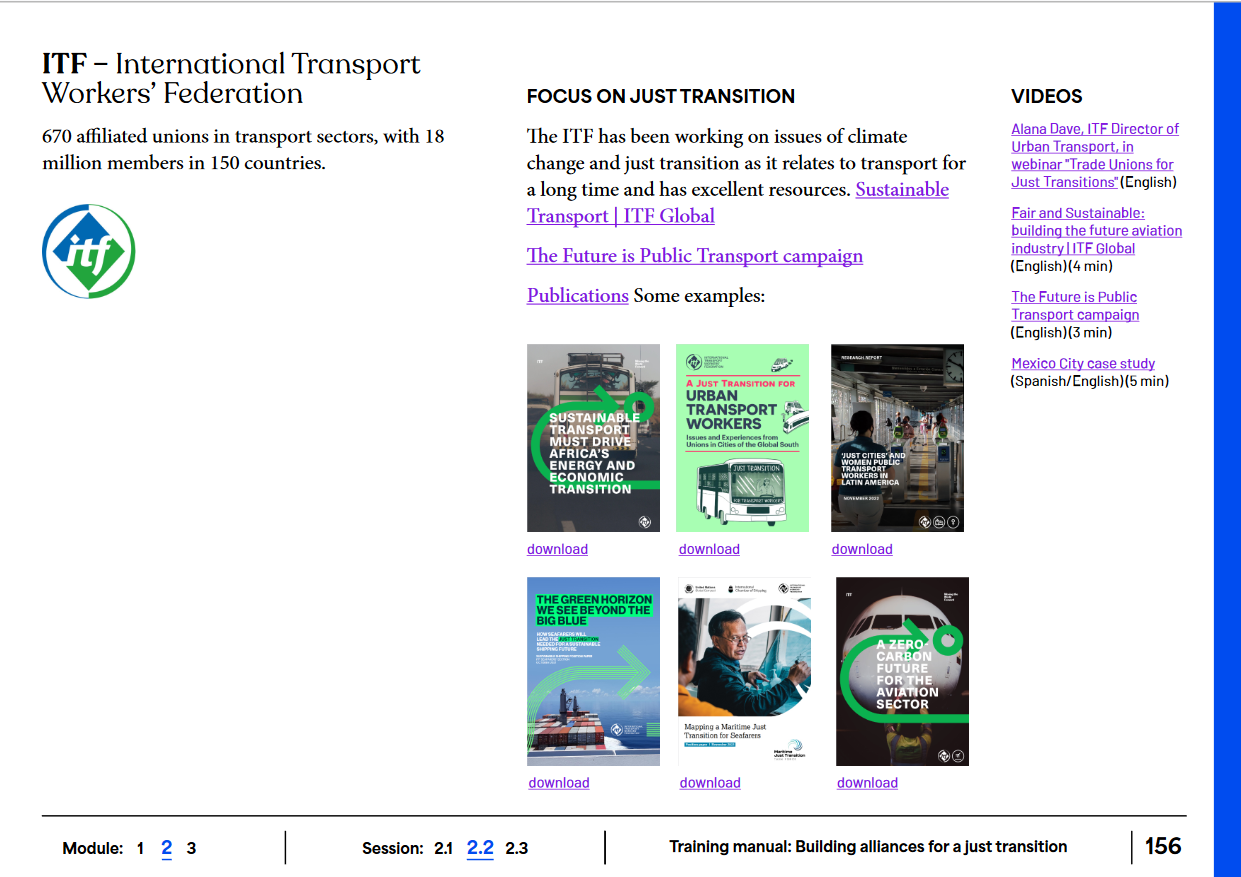 ITF – International Transport
Workers' Federation
670 affiliated unions in transport sectors, with 18
million members in 150 countries.
itf
FOCUS ON JUST TRANSITION
The ITF has been working on issues of climate
change and just transition as it relates to transport for
a long time and has excellent resources. Sustainable
Transport | ITF Global
The Future is Public Transport campaign
Publications Some examples:
SUSTAINABLE
TRANSPORT
MUST DRIVE
AFRICA'S
ENERGY AND
ECONOMIC
TRANSITION
download
A JUST TRANSITION FOR
URBAN
TRANSPORT
WORKERS
Issues and Experiences from
Unions in Cities of the Global South
JUST TRANSITION
FOR TRANSPORT WORKERS
download
RESEARCH REPORT
'JUST CITIES' AND
WOMEN PUBLIC
TRANSPORT
WORKERS IN
LATIN AMERICA
NOVEMBER 2023
download
THE GREEN HORIZON
WE SEE BEYOND THE
BIG BLUE
HOW SEAFARERS WILL
LEAD THE JUST TRANSITION
NEEDED FOR A SUSTAINABLE
SHIPPING FUTURE
download
Mapping a Maritime Just
Transition for Seafarers
Maritime
Just Transition
download
A ZERO
CARBON
FUTURE
FOR THE
AVIATION
SECTOR
download
VIDEOS
Alana Dave, ITF Director of
Urban Transport, in
webinar "Trade Unions for
Just Transitions" (English)
Fair and Sustainable:
building the future aviation
industry | ITF Global
(English)(4 min)
The Future is Public
Transport campaign
(English)(3 min)
Mexico City case study
(Spanish/English)(5 min)
Module: 1 2 3
Session: 2.1 2.2 2.3
Training manual: Building alliances for a just transition
156